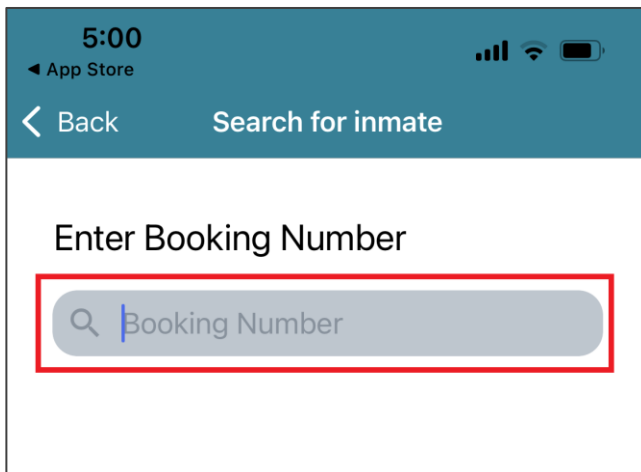 5:00
App Store
Back Search for inmate
Enter Booking Number
Booking Number